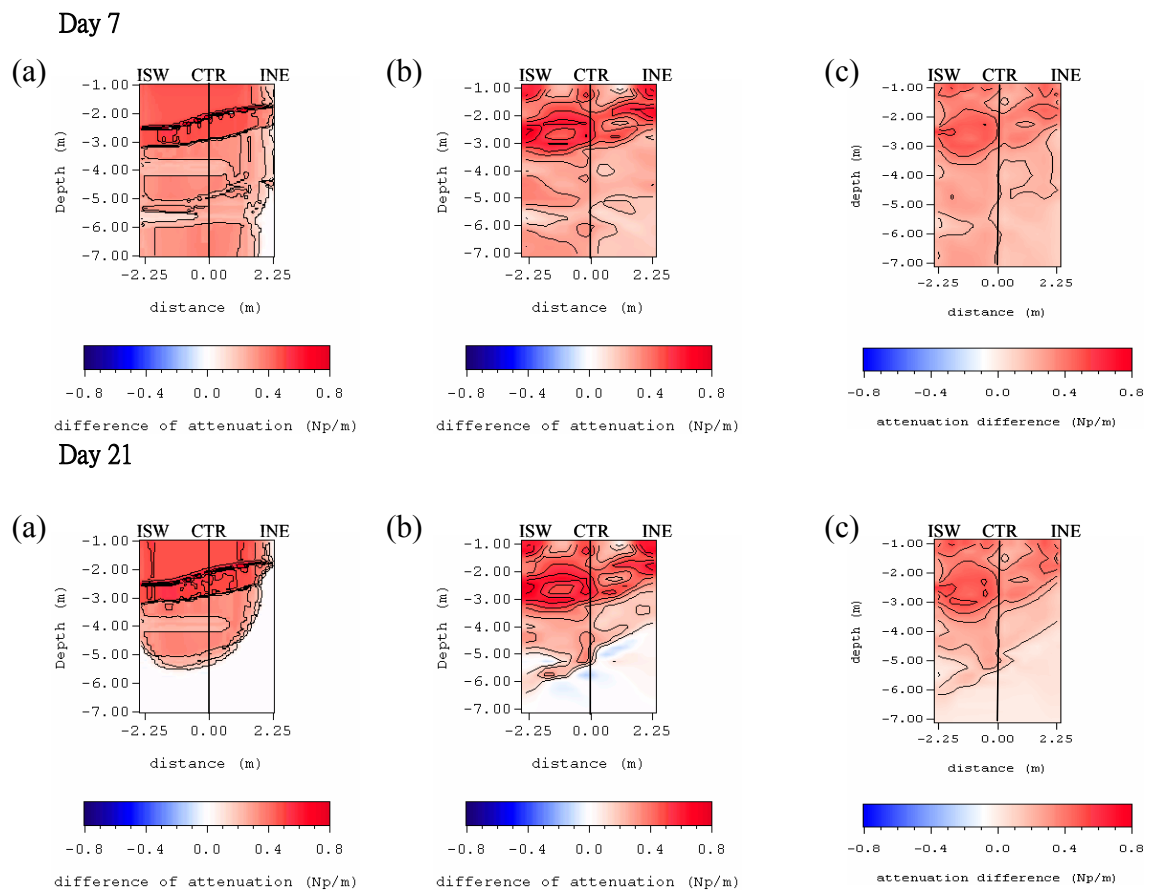 Day 7
(a)
ISW CTR INE
-1.00
-2.00
-3.00
-4.00
-5.00
-6.00
-7.00
Depth (m)
-2.25 0.00 2.25
distance (m)
-0.8 -0.4 0.0 0.4 0.8
difference of attenuation (Np/m)
(b)
ISW CTR INE
-1.00
-2.00
-3.00
-4.00
-5.00
-6.00
-7.00
Depth (m)
-2.25 0.00 2.25
distance (m)
-0.8 -0.4 0.0 0.4 0.8
difference of attenuation (Np/m)
(c)
ISW CTR INE
-1.00
-2.00
-3.00
-4.00
-5.00
-6.00
-7.00
depth (m)
-2.25 0.00 2.25
distance (m)
-0.8 -0.4 0.0 0.4 0.8
attenuation difference (Np/m)
Day 21
(a)
ISW CTR INE
-1.00
-2.00
-3.00
-4.00
-5.00
-6.00
-7.00
Depth (m)
-2.25 0.00 2.25
distance (m)
-0.8 -0.4 0.0 0.4 0.8
difference of attenuation (Np/m)
(b)
ISW CTR INE
-1.00
-2.00
-3.00
-4.00
-5.00
-6.00
-7.00
Depth (m)
-2.25 0.00 2.25
distance (m)
-0.8 -0.4 0.0 0.4 0.8
difference of attenuation (Np/m)
(c)
ISW CTR INE
-1.00
-2.00
-3.00
-4.00
-5.00
-6.00
-7.00
depth (m)
-2.25 0.00 2.25
distance (m)
-0.8 -0.4 0.0 0.4 0.8
attenuation difference (Np/m)